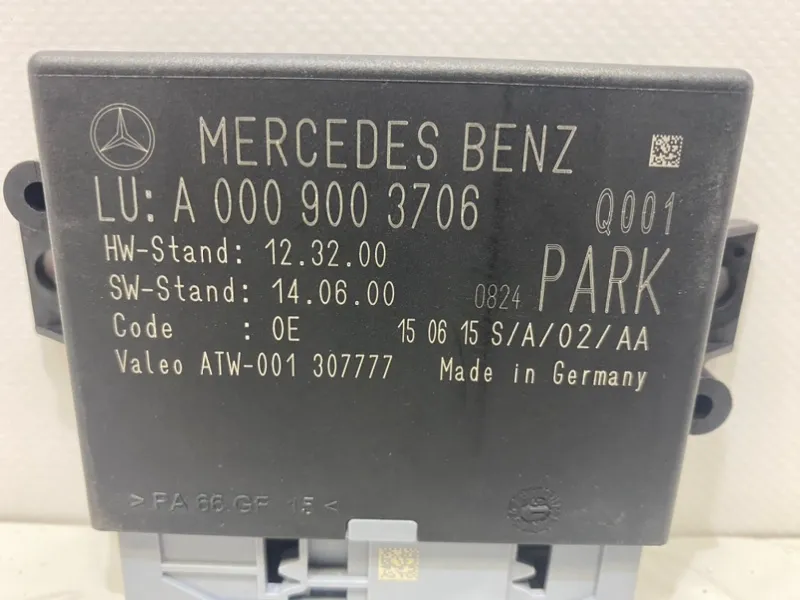 MERCEDES BENZ
LU: A 000 900 3706 Q001
HW-Stand: 12.32.00
SW-Stand: 14.06.00 0824 PARK
Code : 0E 15 06 15 S/A/02/AA
Valeo ATW-001 307777 Made in Germany
>PA 66 GF 15<